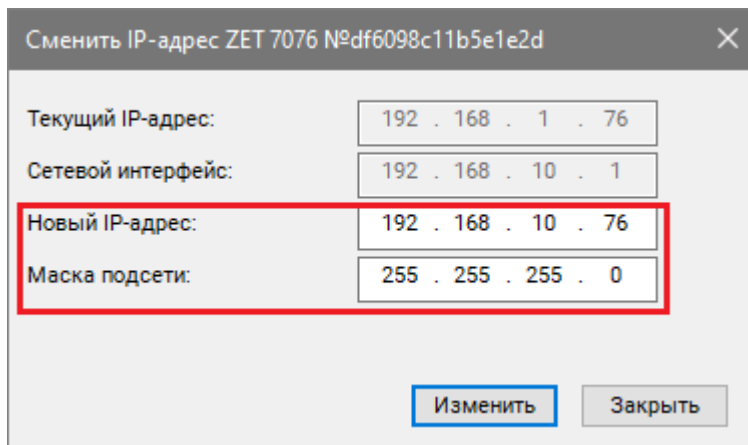 Сменить IP-адрес ZET 7076 №df6098c11b5e1e2d
Текущий IP-адрес: 192 . 168 . 1 . 76
Сетевой интерфейс: 192 . 168 . 10 . 1
Новый IP-адрес: 192 . 168 . 10 . 76
Маска подсети: 255 . 255 . 255 . 0
Изменить Закрыть